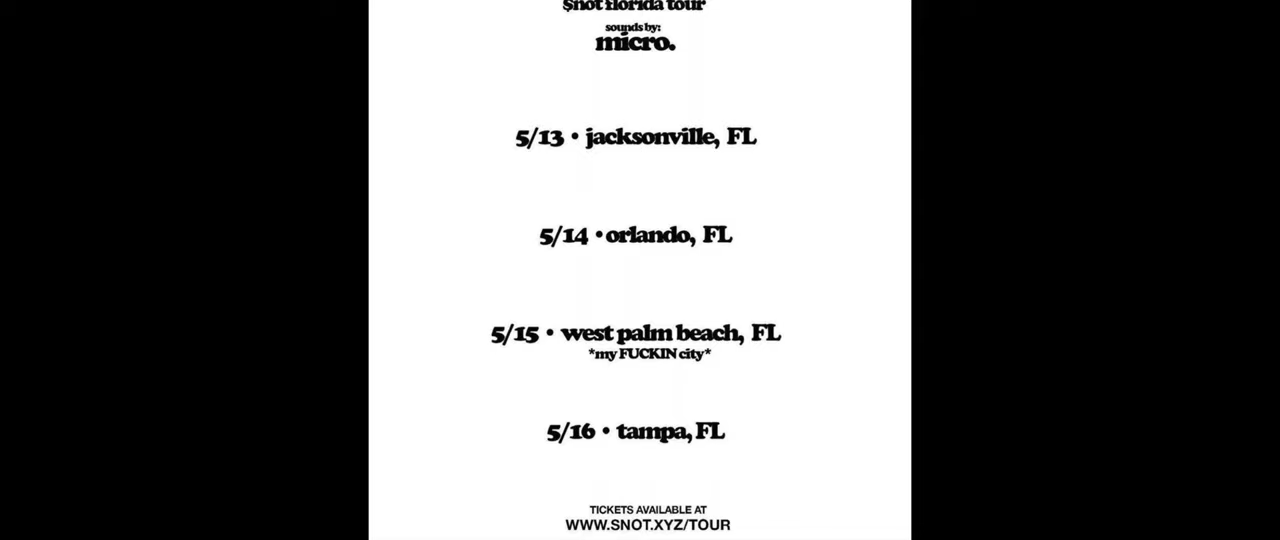 $not florida tour
sounds by:
micro.
5/13 • jacksonville, FL
5/14 • orlando, FL
5/15 • west palm beach, FL
*my FUCKIN city*
5/16 • tampa, FL
TICKETS AVAILABLE AT
WWW.SNOT.XYZ/TOUR